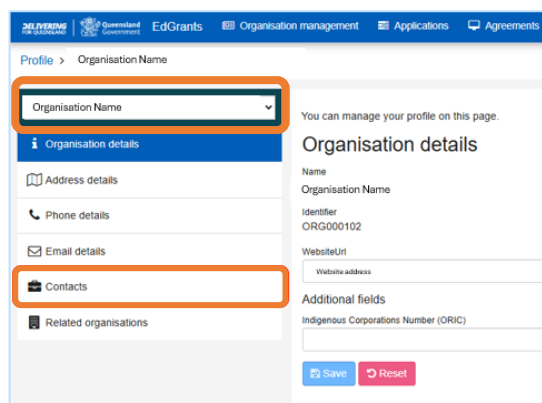 DELIVERING FOR QUEENSLAND Queensland Government EdGrants Organisation management Applications Agreements
Profile > Organisation Name
Organisation Name
Organisation details
Address details
Phone details
Email details
Contacts
Related organisations
You can manage your profile on this page.
Organisation details
Name
Organisation Name
Identifier
ORG000102
WebsiteUrl
Website address
Additional fields
Indigenous Corporations Number (ORIC)
Save Reset